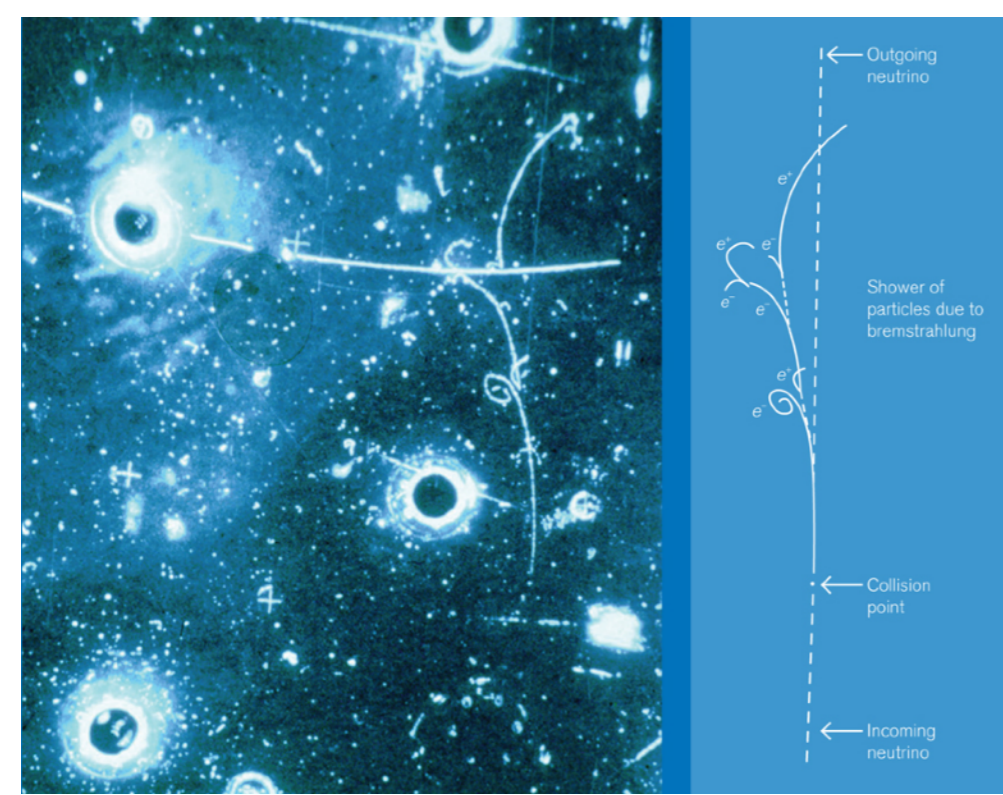 Outgoing
neutrino
e⁺
e⁺
e⁻
e⁻
e⁻
Shower of
particles due to
bremstrahlung
e⁺
e⁻
Collision
point
Incoming
neutrino